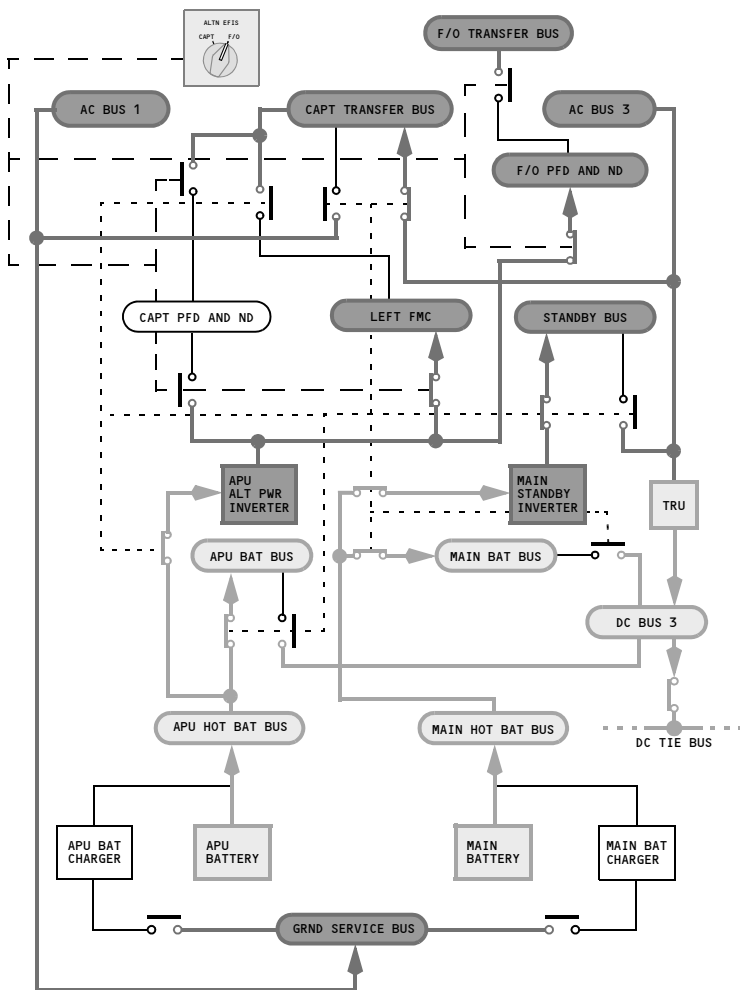 ALTN EFIS
CAPT F/O
F/O TRANSFER BUS
AC BUS 1
CAPT TRANSFER BUS
AC BUS 3
F/O PFD AND ND
CAPT PFD AND ND
LEFT FMC
STANDBY BUS
APU
ALT PWR
INVERTER
MAIN
STANDBY
INVERTER
TRU
APU BAT BUS
MAIN BAT BUS
DC BUS 3
APU HOT BAT BUS
MAIN HOT BAT BUS
DC TIE BUS
APU BAT
CHARGER
APU
BATTERY
MAIN
BATTERY
MAIN BAT
CHARGER
GRND SERVICE BUS